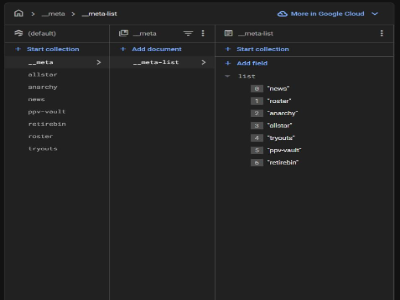 __meta
__meta-list
More in Google Cloud
(default)
+ Start collection
__meta
allstar
anarchy
news
ppv-vault
retirebin
roster
tryouts
__meta
+ Add document
__meta-list
__meta-list
+ Start collection
+ Add field
list
0 "news"
1 "roster"
2 "anarchy"
3 "allstar"
4 "tryouts"
5 "ppv-vault"
6 "retirebin"